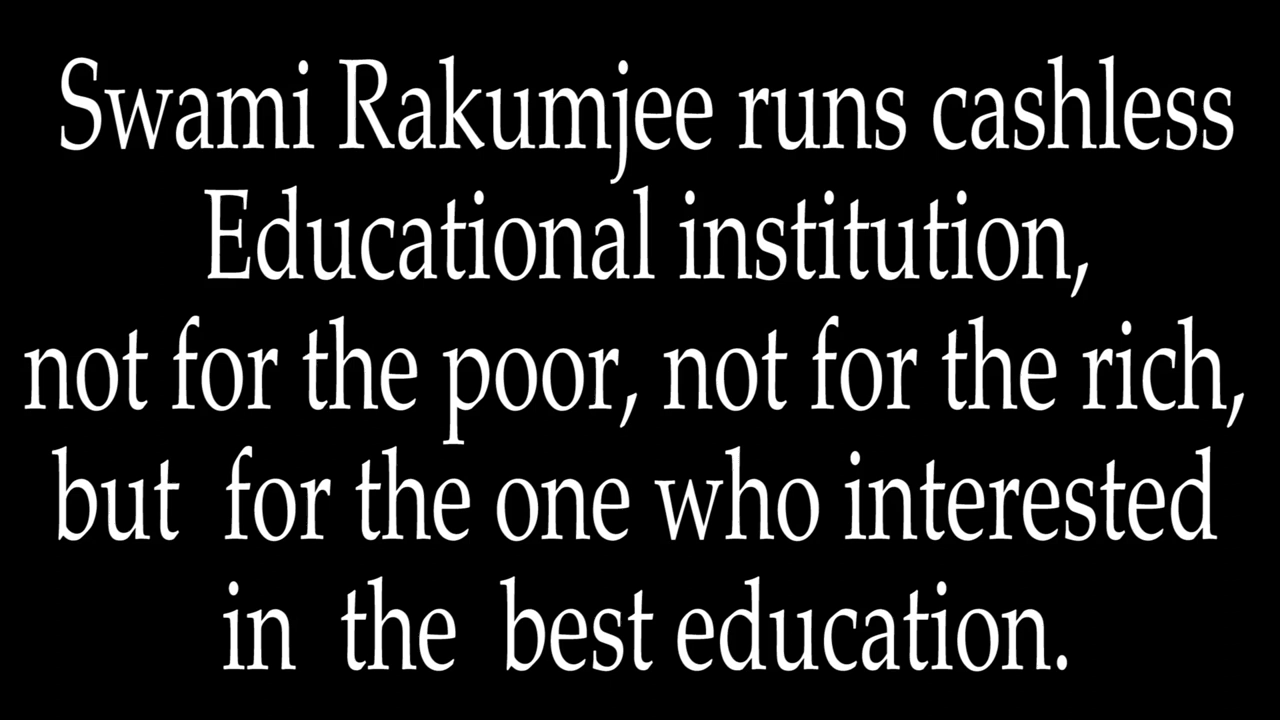 Swami Rakumjee runs cashless
Educational institution,
not for the poor, not for the rich,
but for the one who interested
in the best education.